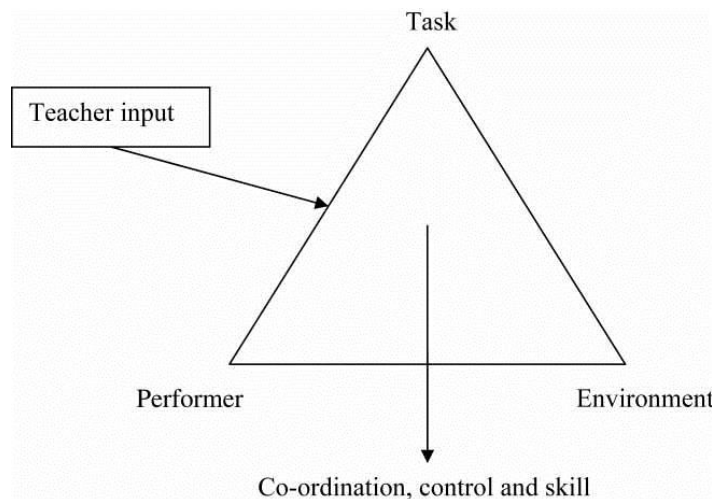 Task
Teacher input
Performer
Environment
Co-ordination, control and skill